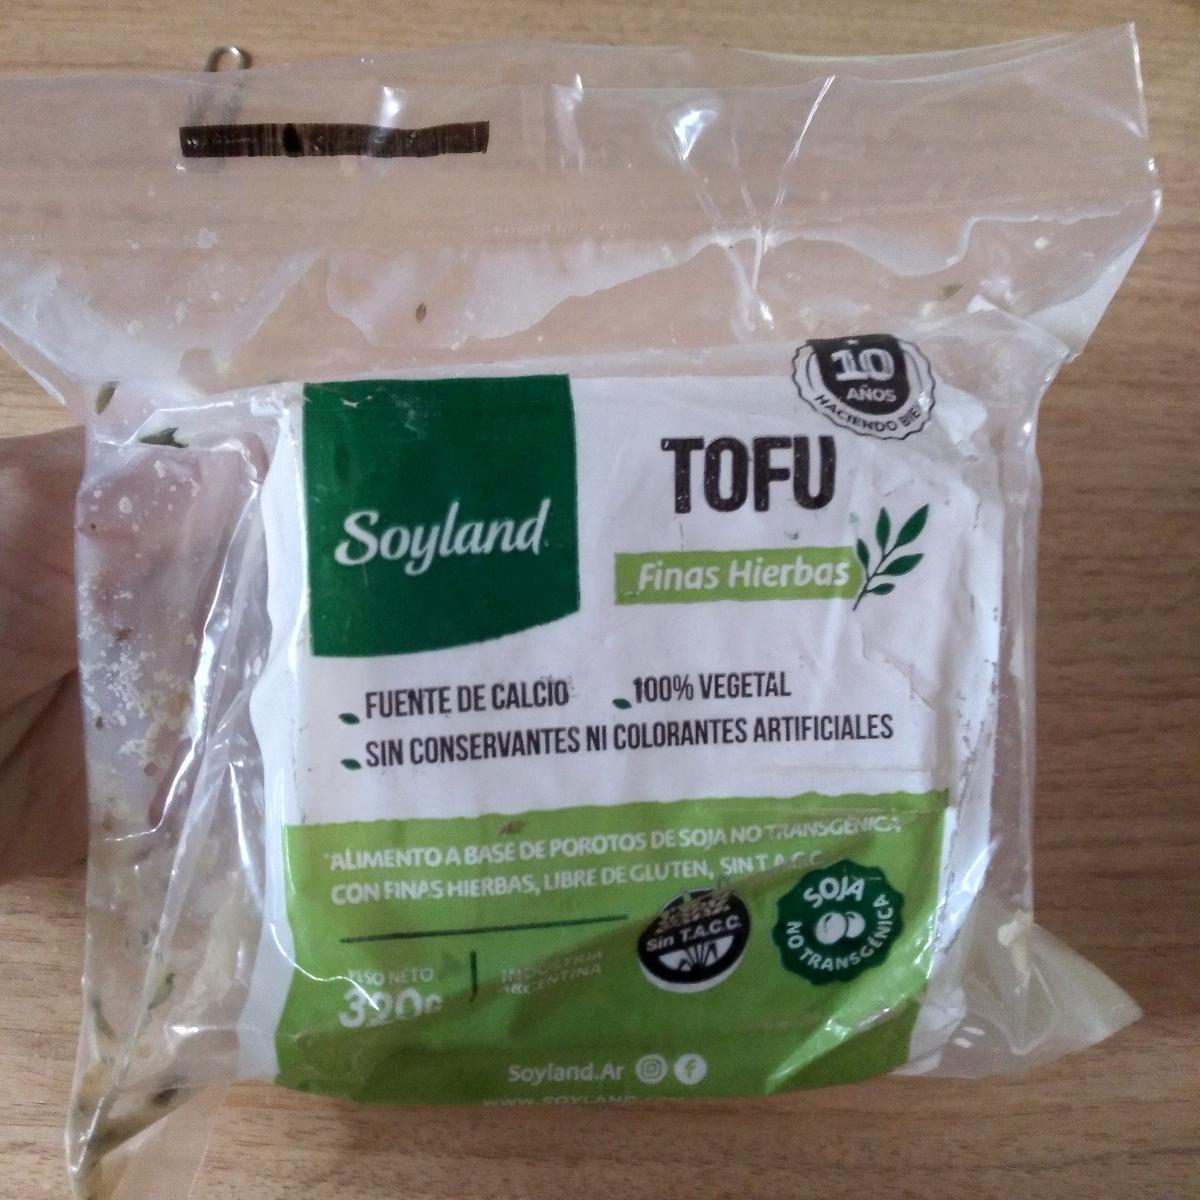 10
AÑOS
HACIENDO BIE
Soyland
TOFU
Finas Hierbas
FUENTE DE CALCIO
100% VEGETAL
SIN CONSERVANTES NI COLORANTES ARTIFICIALES
ALIMENTO A BASE DE POROTOS DE SOJA NO TRANSGÉNICA
CON FINAS HIERBAS, LIBRE DE GLUTEN, SIN T.A.C.C.
Sin T.A.C.C.
SOJA
NO TRANSGÉNICA
PESO NETO
320g
INDUSTRIA
ARGENTINA
Soyland.Ar